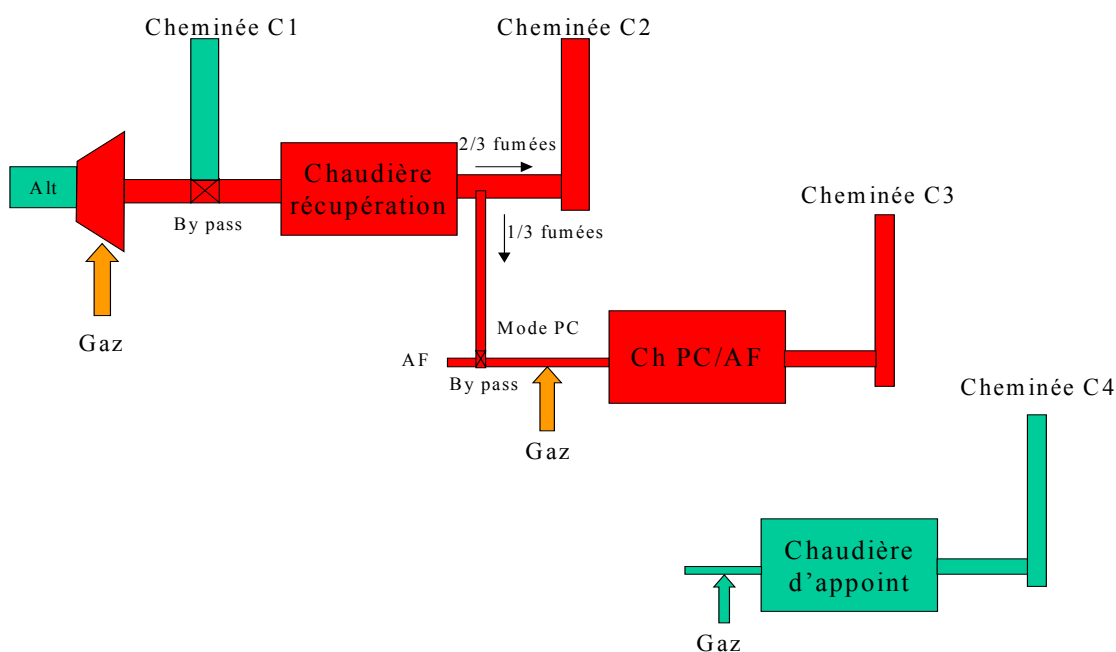 Cheminée C1
Cheminée C2
2/3 fumées
Alt
Chaudière
récupération
By pass
1/3 fumées
Cheminée C3
Gaz
Mode PC
AF
Ch PC/AF
By pass
Cheminée C4
Gaz
Chaudière
d'appoint
Gaz